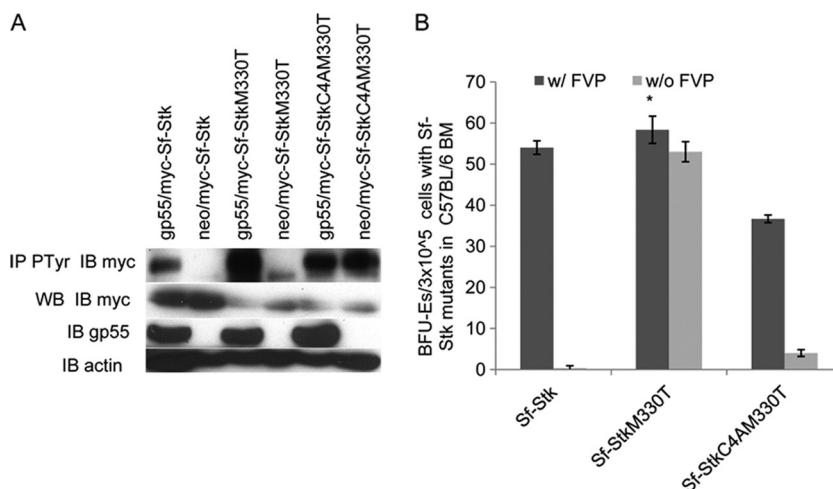 A
gp55/myc-Sf-Stk
neo/myc-Sf-Stk
gp55/myc-Sf-StkM330T
neo/myc-Sf-StkM330T
gp55/myc-Sf-StkC4AM330T
neo/myc-Sf-StkC4AM330T
IP PTyr IB myc
WB IB myc
IB gp55
IB actin
B
w/ FVP w/o FVP
*
BFU-Es/3x10^5 cells with Sf-
Stk mutants in C57BL/6 BM
70
60
50
40
30
20
10
0
Sf-Stk
Sf-StkM330T
Sf-StkC4AM330T